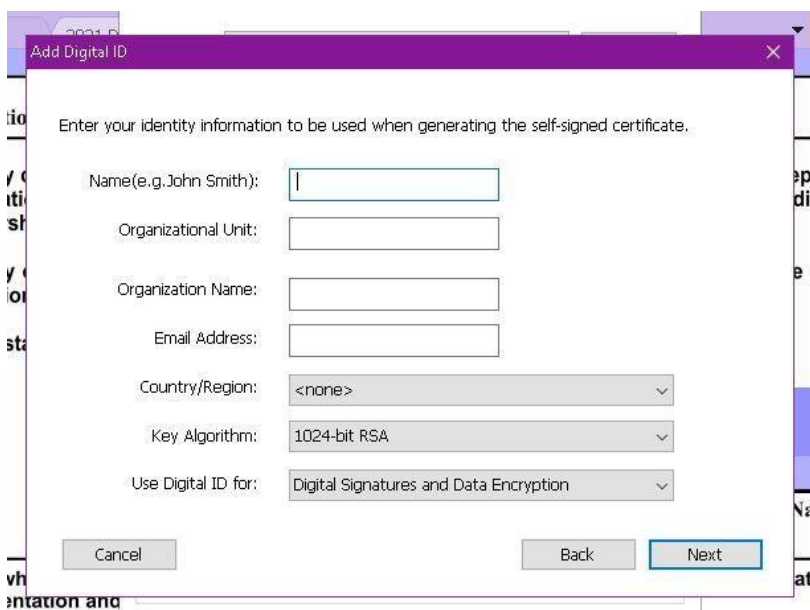 Add Digital ID
Enter your identity information to be used when generating the self-signed certificate.
Name(e.g.John Smith):
Organizational Unit:
Organization Name:
Email Address:
Country/Region: <none>
Key Algorithm: 1024-bit RSA
Use Digital ID for: Digital Signatures and Data Encryption
Cancel Back Next